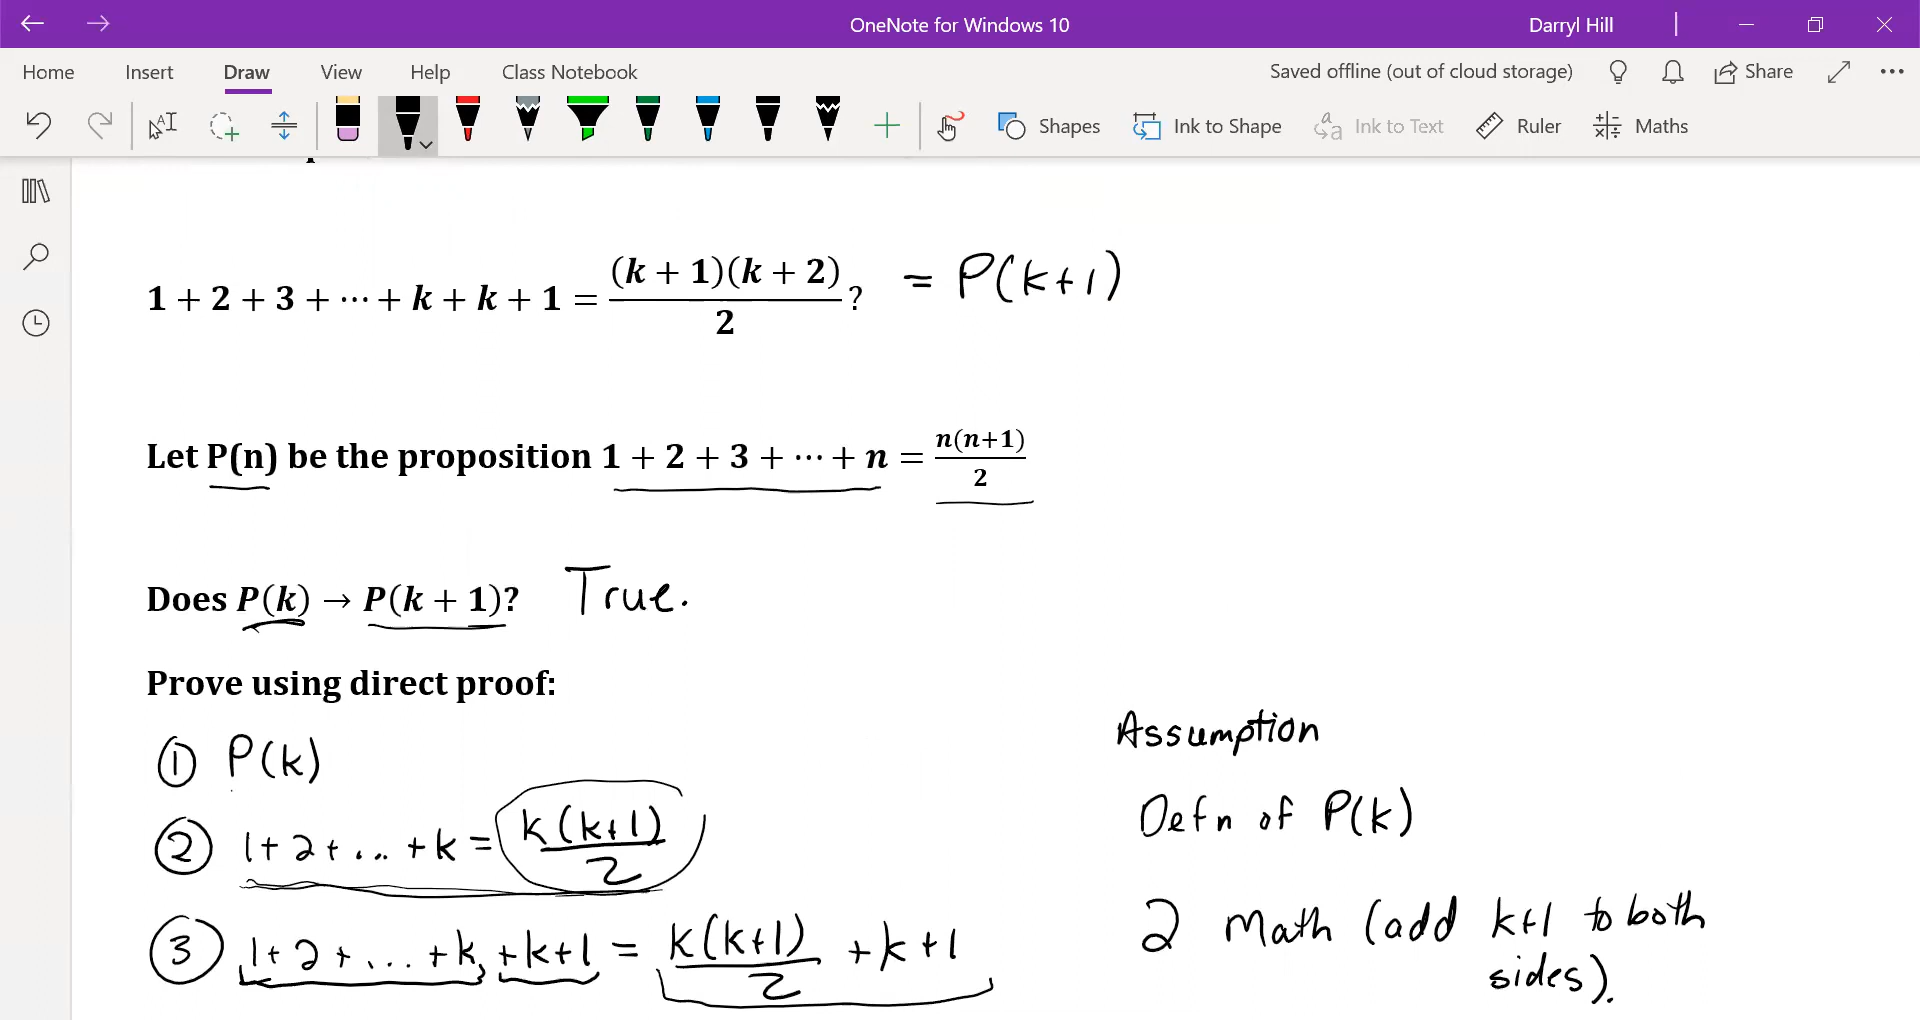 OneNote for Windows 10
Darryl Hill
Home Insert Draw View Help Class Notebook
Saved offline (out of cloud storage) Share
Shapes Ink to Shape Ink to Text Ruler Maths
1 + 2 + 3 + ⋯ + k + k + 1 = (k + 1)(k + 2)/2 ? = P(k+1)
Let P(n) be the proposition 1 + 2 + 3 + ⋯ + n = n(n+1)/2
Does P(k) → P(k + 1)? True.
Prove using direct proof:
① P(k) Assumption
② 1+2+...+k = k(k+1)/2 Defn of P(k)
③ 1+2+...+k+k+1 = k(k+1)/2 +k+1 2 Math (add k+1 to both
sides).